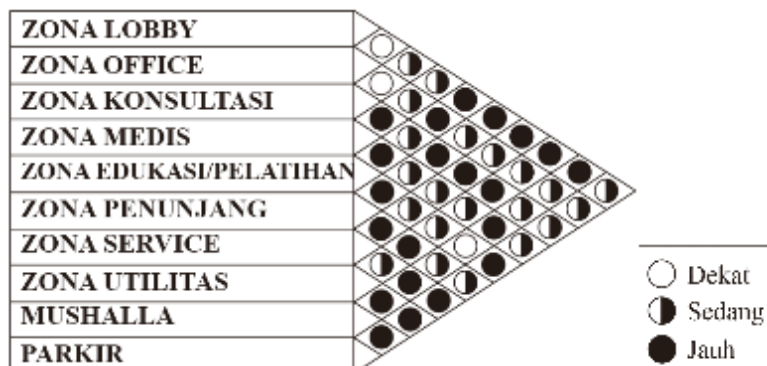 ZONA LOBBY
ZONA OFFICE
ZONA KONSULTASI
ZONA MEDIS
ZONA EDUKASI/PELATIHAN
ZONA PENUNJANG
ZONA SERVICE
ZONA UTILITAS
MUSHALLA
PARKIR
Dekat
Sedang
Jauh